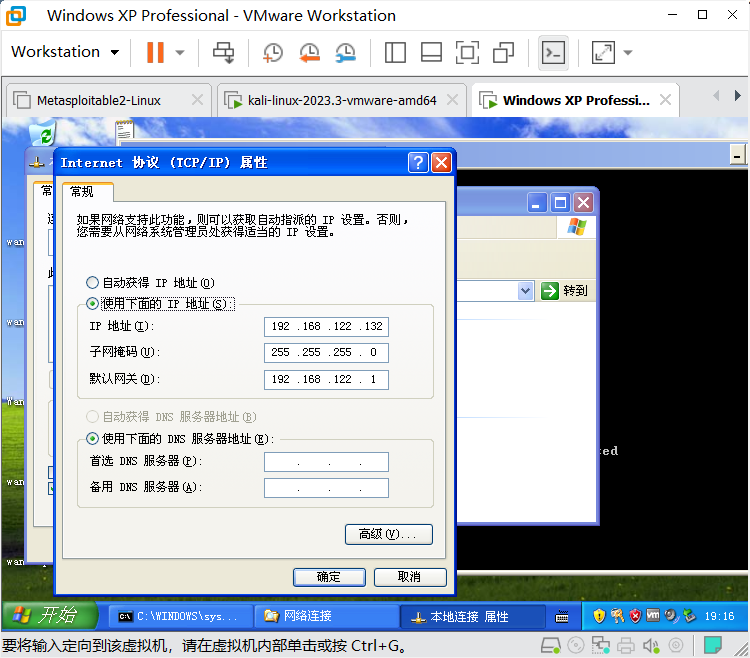 Windows XP Professional - VMware Workstation
Workstation
Metasploitable2-Linux
kali-linux-2023.3-vmware-amd64
Windows XP Professi...
Internet 协议 (TCP/IP) 属性
常规
如果网络支持此功能，则可以获取自动指派的 IP 设置。否则，
您需要从网络系统管理员处获得适当的 IP 设置。
自动获得 IP 地址(O)
使用下面的 IP 地址(S):
IP 地址(I):
192 .168 .122 .132
子网掩码(U):
255 .255 .255 . 0
默认网关(D):
192 .168 .122 . 1
自动获得 DNS 服务器地址(B)
使用下面的 DNS 服务器地址(E):
首选 DNS 服务器(P):
备用 DNS 服务器(A):
高级(V)...
确定
取消
转到
wan
wan
wan
wan
wan
ed
开始
C:\WINDOWS\sys...
网络连接
本地连接 属性
19:16
要将输入定向到该虚拟机，请在虚拟机内部单击或按 Ctrl+G。